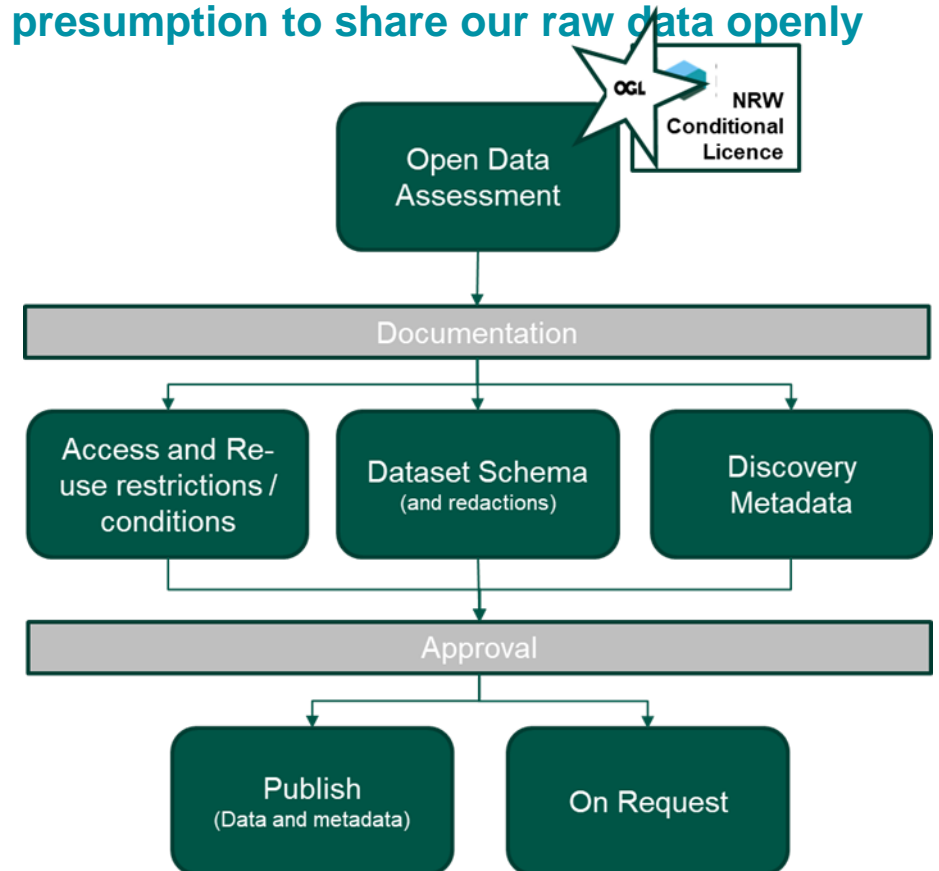 presumption to share our raw data openly
OGL
NRW
Conditional
Licence
Open Data
Assessment
Documentation
Access and Re-
use restrictions /
conditions
Dataset Schema
(and redactions)
Discovery
Metadata
Approval
Publish
(Data and metadata)
On Request